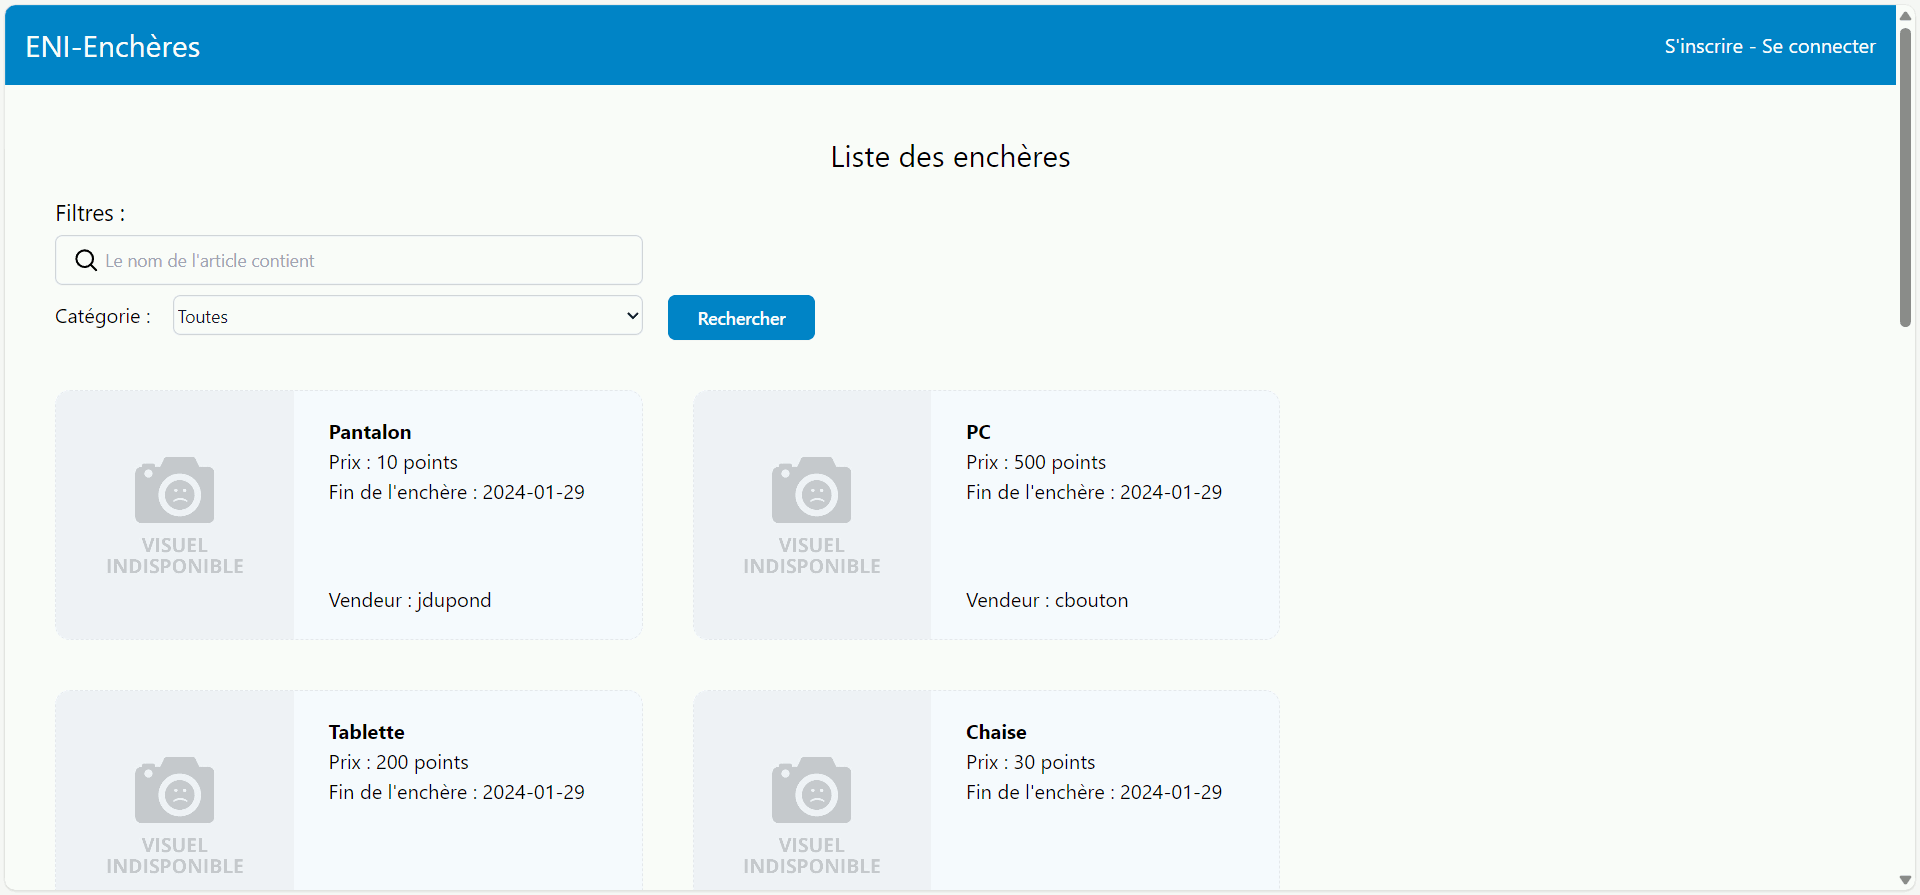 ENI-Enchères
S'inscrire - Se connecter
Liste des enchères
Filtres :
Le nom de l'article contient
Catégorie :
Toutes
Rechercher
VISUEL
INDISPONIBLE
Pantalon
Prix : 10 points
Fin de l'enchère : 2024-01-29
Vendeur : jdupond
VISUEL
INDISPONIBLE
PC
Prix : 500 points
Fin de l'enchère : 2024-01-29
Vendeur : cbouton
VISUEL
INDISPONIBLE
Tablette
Prix : 200 points
Fin de l'enchère : 2024-01-29
VISUEL
INDISPONIBLE
Chaise
Prix : 30 points
Fin de l'enchère : 2024-01-29